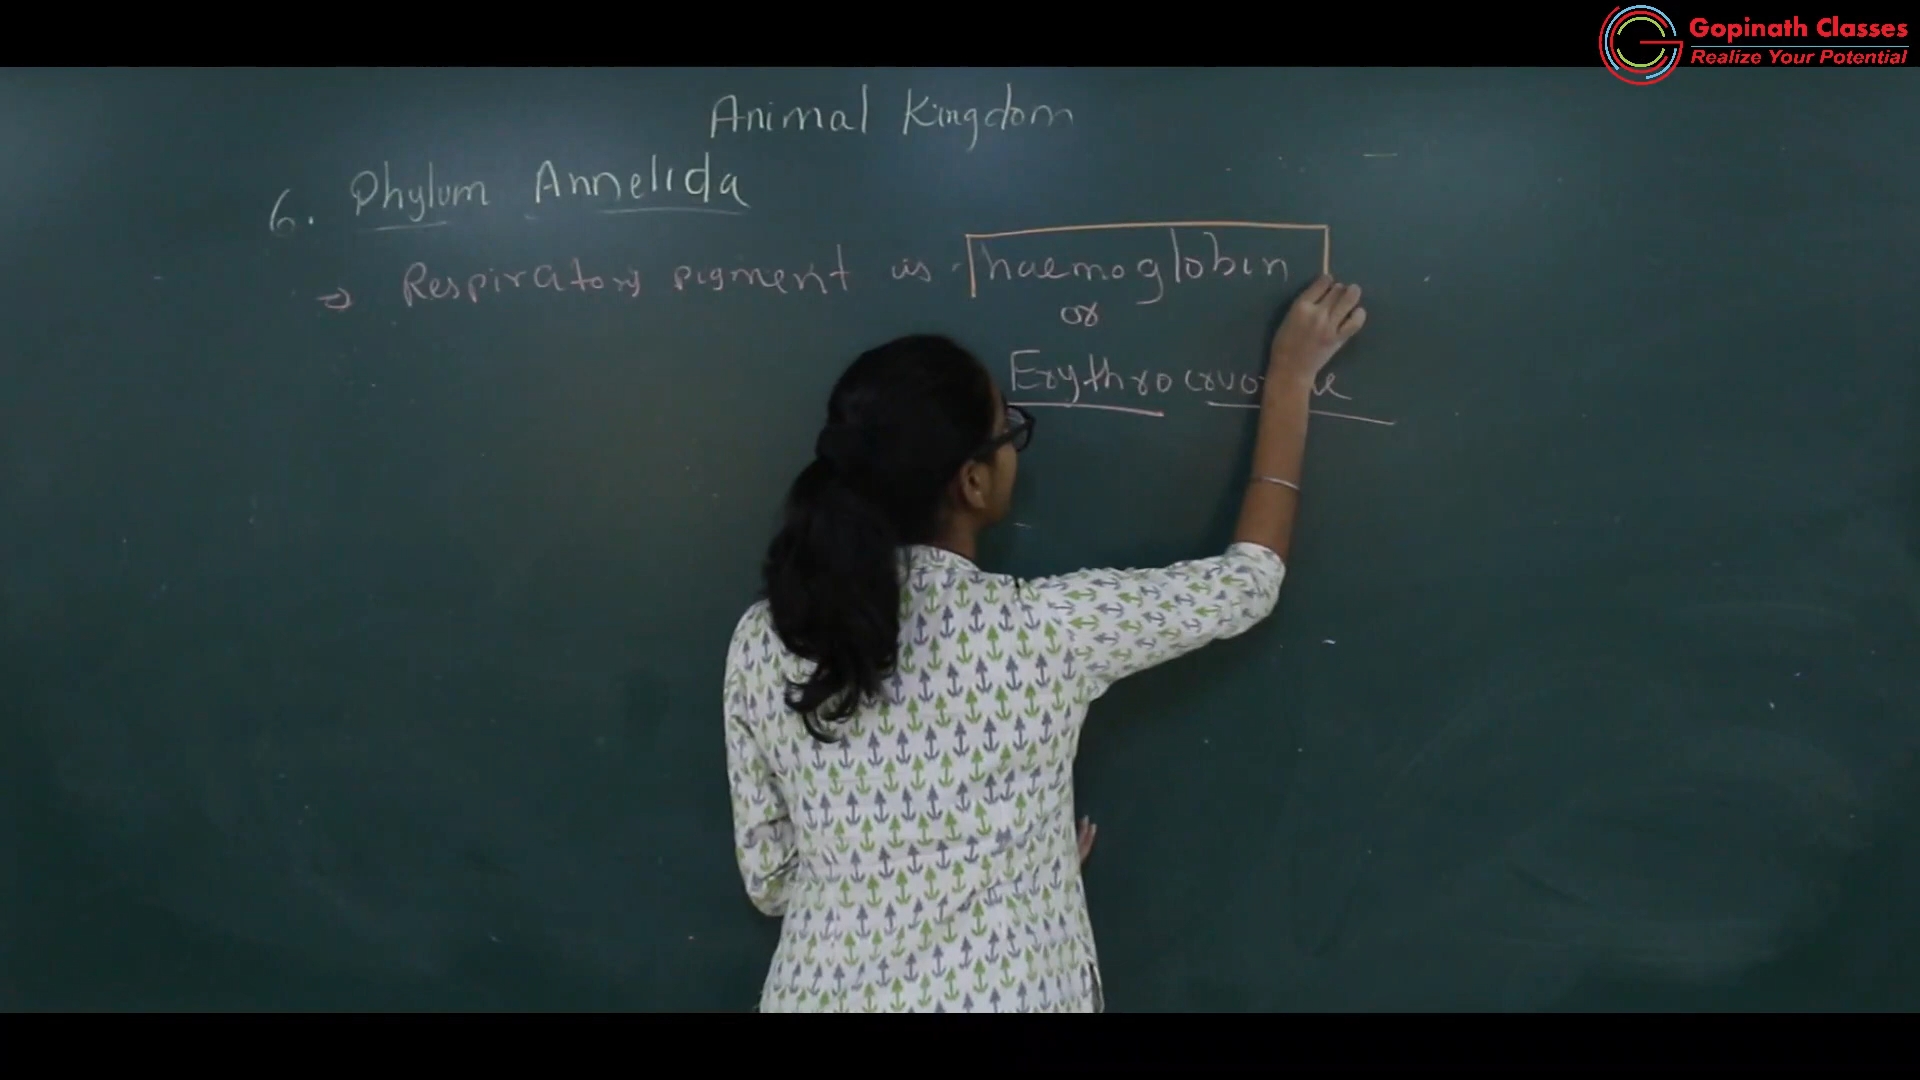 Gopinath Classes
Realize Your Potential
Animal Kingdom
6. Phylum Annelida
⇒ Respiratory pigment is haemoglobin
or